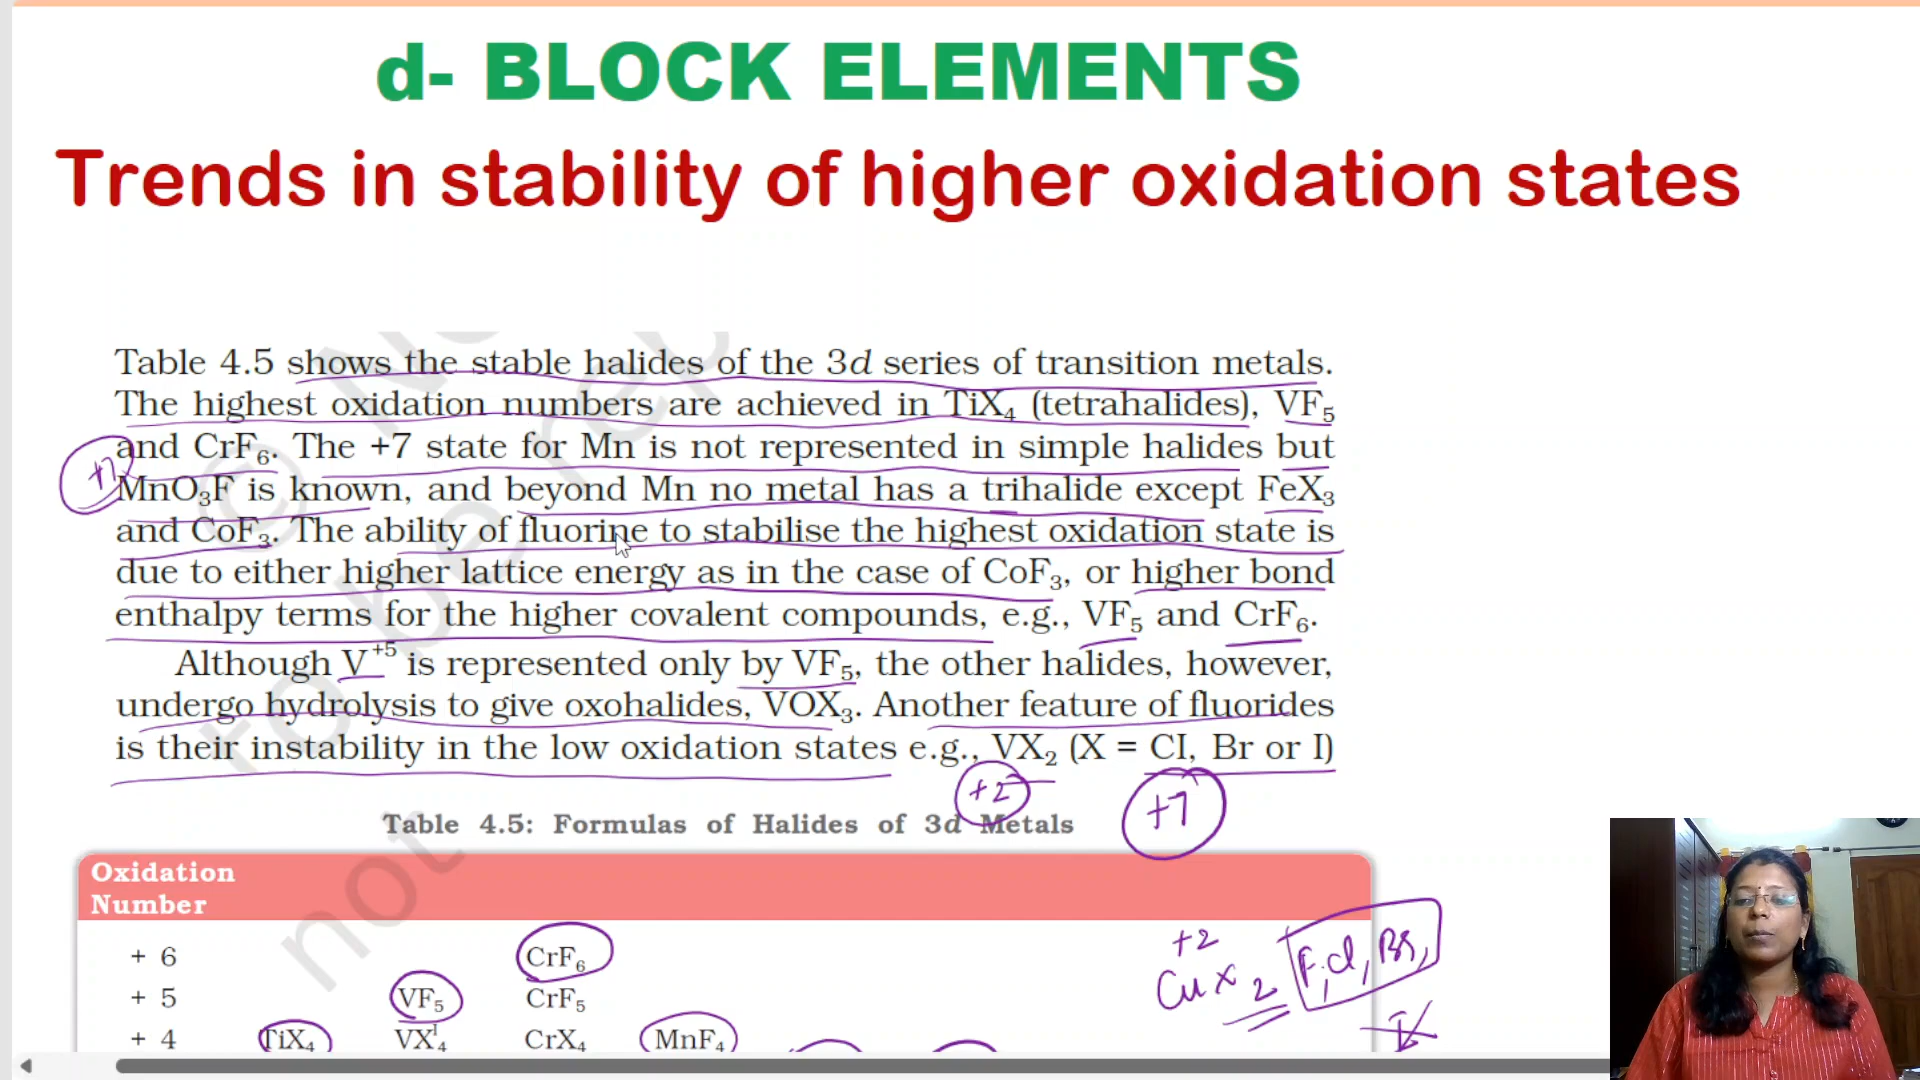 d- BLOCK ELEMENTS
Trends in stability of higher oxidation states
Table 4.5 shows the stable halides of the 3d series of transition metals.
The highest oxidation numbers are achieved in TiX₄ (tetrahalides), VF₅
and CrF₆. The +7 state for Mn is not represented in simple halides but
+7
MnO₃F is known, and beyond Mn no metal has a trihalide except FeX₃
and CoF₃. The ability of fluorine to stabilise the highest oxidation state is
due to either higher lattice energy as in the case of CoF₃, or higher bond
enthalpy terms for the higher covalent compounds, e.g., VF₅ and CrF₆.
Although V⁺⁵ is represented only by VF₅, the other halides, however,
undergo hydrolysis to give oxohalides, VOX₃. Another feature of fluorides
is their instability in the low oxidation states e.g., VX₂ (X = CI, Br or I)
+2
+7
Table 4.5: Formulas of Halides of 3d Metals
Oxidation
Number
+ 6 CrF₆
+ 5 VF₅ CrF₅
+ 4 TiX₄ VXᴵ₄ CrX₄ MnF₄
+2
CuX₂ F, Cl, Br,
I
© N
to be rep
not